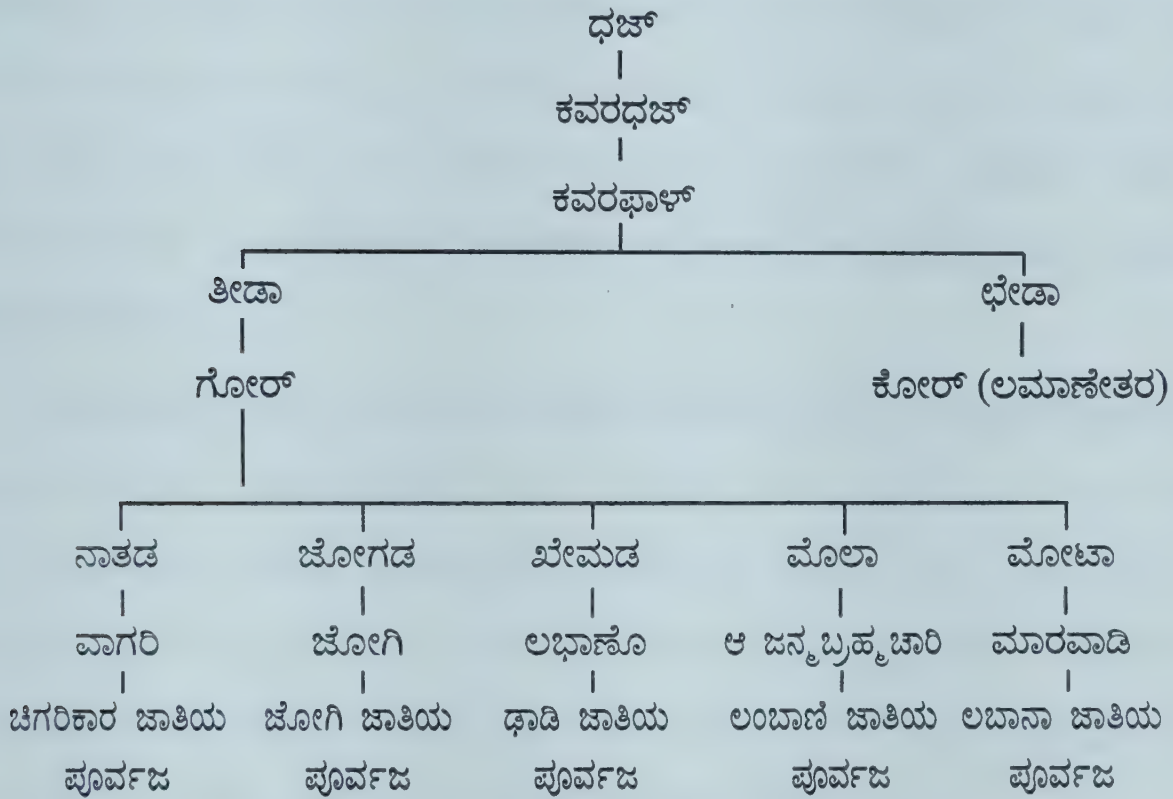 ಧಜ್
ಕವರಧಜ್
ಕವರಫಾಳ್
ತೀಡಾ ಛೇಡಾ
ಗೋರ್ ಕೋರ್ (ಲಮಾಣೇತರ)
ನಾತಡ ಜೋಗಡ ಖೇಮಡ ಮೊಲಾ ಮೋಟಾ
ವಾಗರಿ ಜೋಗಿ ಲಭಾಣೊ ಆ ಜನ್ಮಬ್ರಹ್ಮಚಾರಿ ಮಾರವಾಡಿ
ಚಿಗರಿಕಾರ ಜಾತಿಯ ಜೋಗಿ ಜಾತಿಯ ಢಾಡಿ ಜಾತಿಯ ಲಂಬಾಣಿ ಜಾತಿಯ ಲಬಾನಾ ಜಾತಿಯ
ಪೂರ್ವಜ ಪೂರ್ವಜ ಪೂರ್ವಜ ಪೂರ್ವಜ ಪೂರ್ವಜ